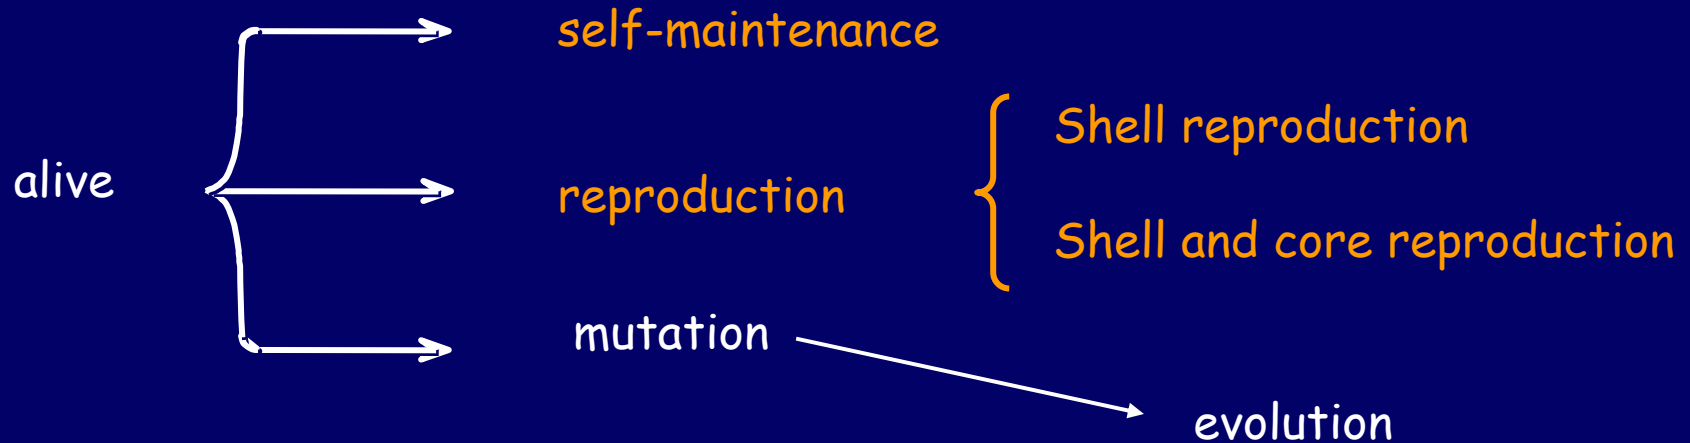 self-maintenance
Shell reproduction
alive
reproduction
Shell and core reproduction
mutation
evolution